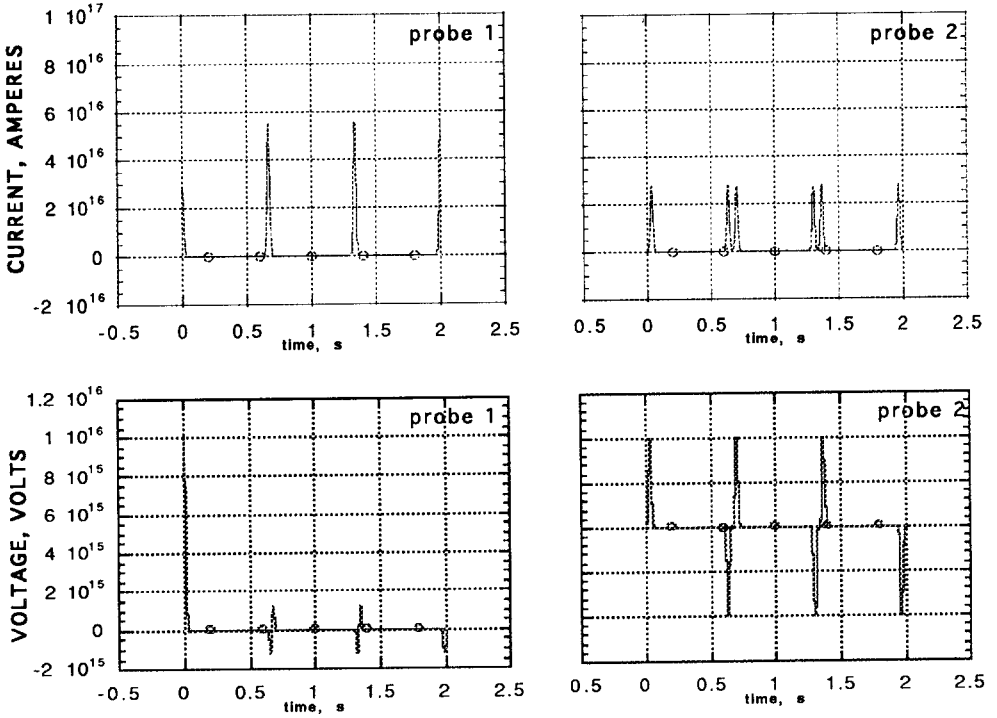 CURRENT, AMPERES
1 10^17
8 10^16
6 10^16
4 10^16
2 10^16
0
-2 10^16
probe 1
-0.5 0 0.5 1 1.5 2 2.5
time, s
probe 2
0.5 0 0.5 1 1.5 2 2.5
time, s
VOLTAGE, VOLTS
1.2 10^16
1 10^16
8 10^15
6 10^15
4 10^15
2 10^15
0
-2 10^15
probe 1
-0.5 0 0.5 1 1.5 2 2.5
time, s
probe 2
0.5 0 0.5 1 1.5 2 2.5
time, s